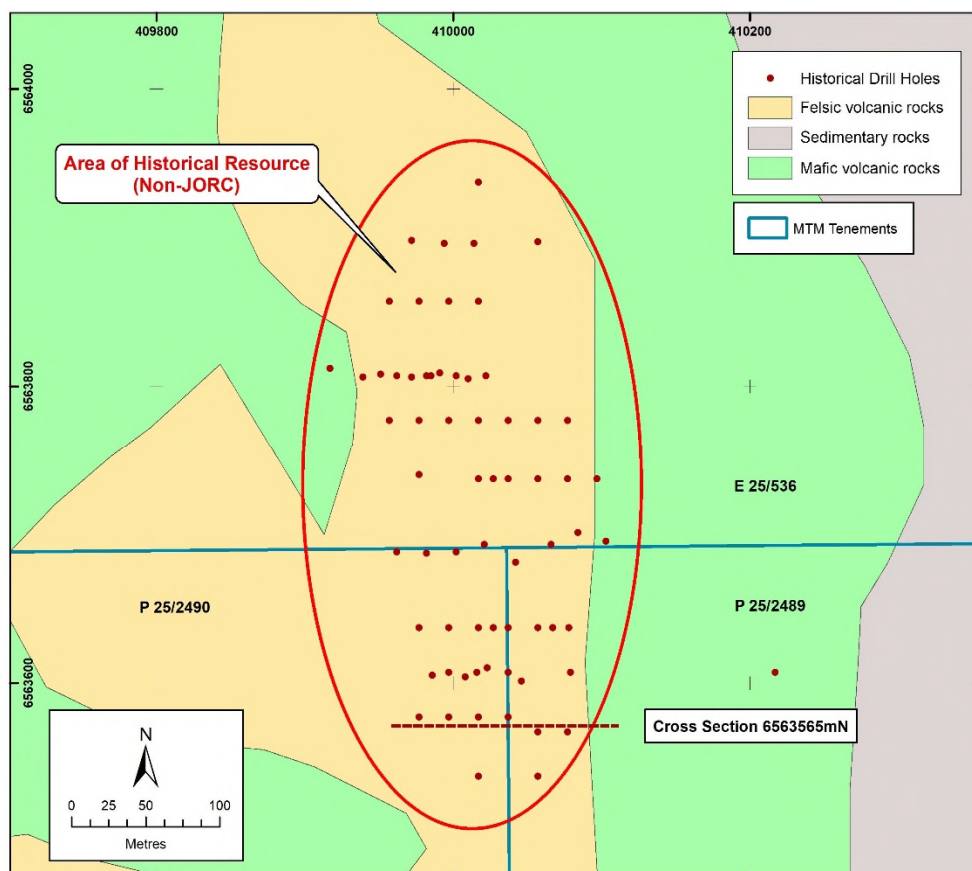 409800
410000
410200
6564000
6563800
6563600
Historical Drill Holes
Felsic volcanic rocks
Sedimentary rocks
Mafic volcanic rocks
MTM Tenements
Area of Historical Resource
(Non-JORC)
E 25/536
P 25/2490
P 25/2489
Cross Section 6563565mN
N
0 25 50 100
Metres